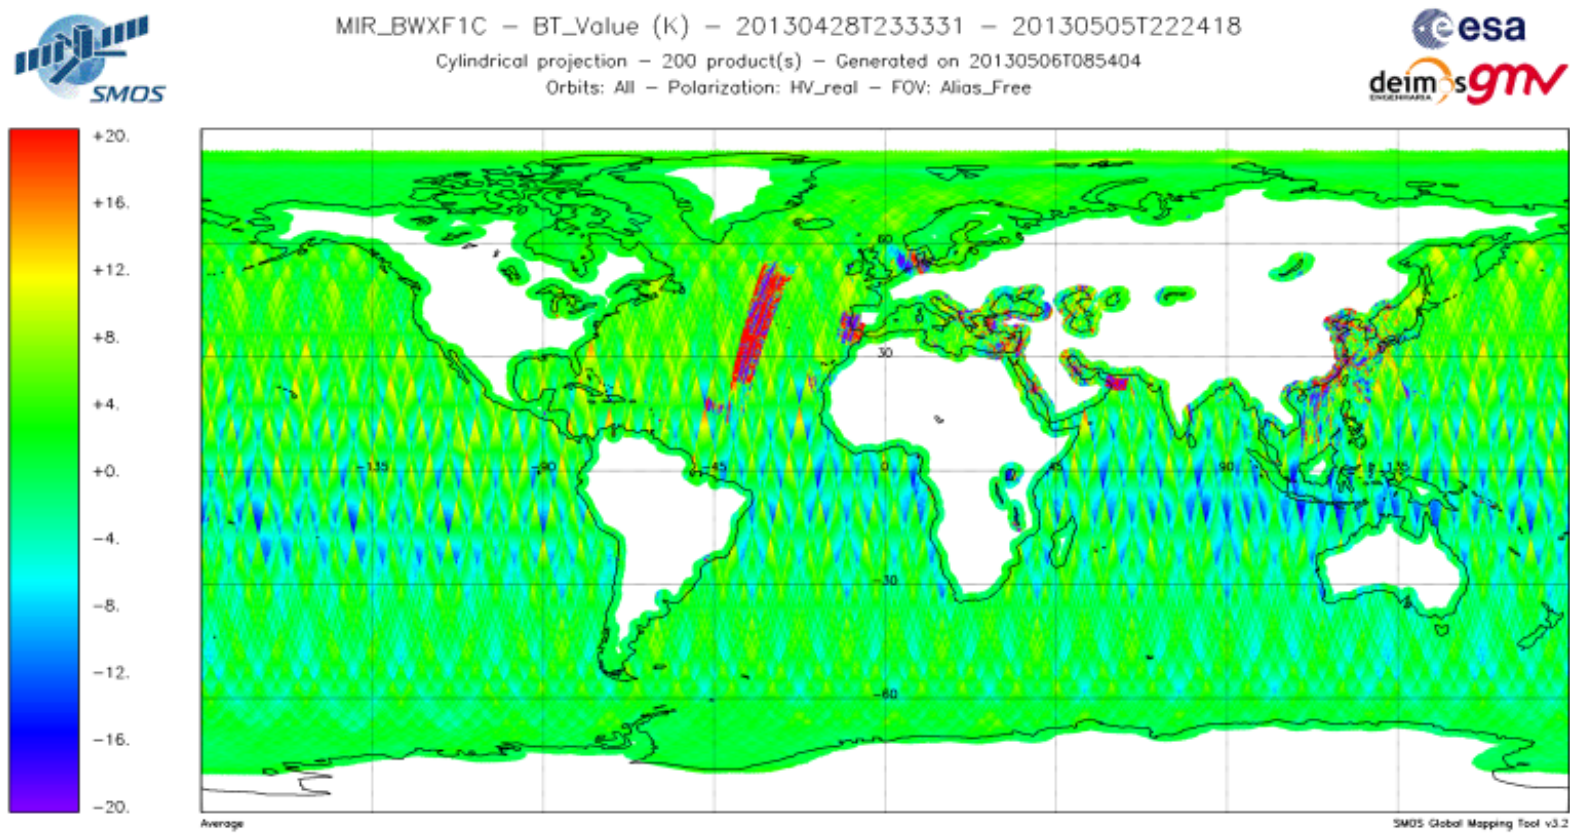 MIR_BWXF1C - BT_Value (K) - 20130428T233331 - 20130505T222418
Cylindrical projection - 200 product(s) - Generated on 20130506T085404
Orbits: All - Polarization: HV_real - FOV: Alias_Free
SMOS
esa
deimos gmv
ENGENHARIA
+20.
+16.
+12.
+8.
+4.
+0.
-4.
-8.
-12.
-16.
-20.
60
30
-135 -90 -45 0 45 90 135
-30
-60
Average
SMOS Global Mapping Tool v3.2